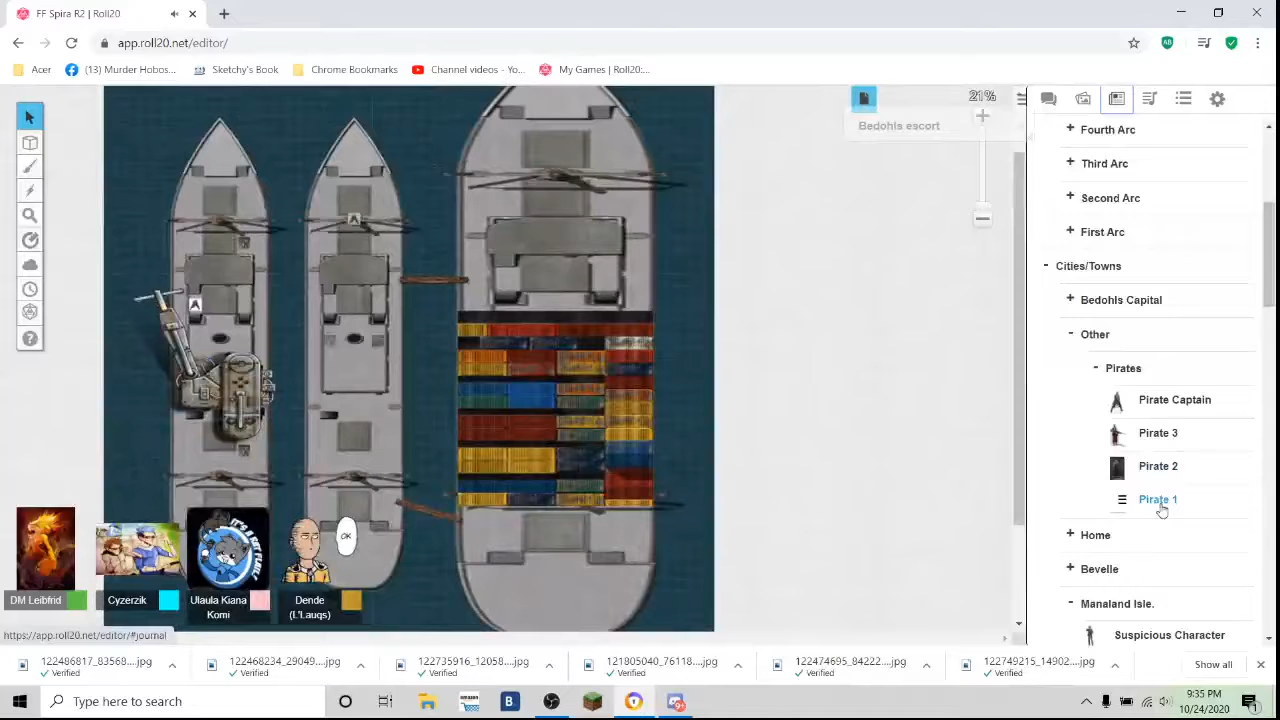 FF Spira R2 | Roll20
app.roll20.net/editor/
Acer
(13) Murder Hobos...
Sketchy's Book
Chrome Bookmarks
Channel videos - Yo...
My Games | Roll20:...
21%
Bedohls escort
Fourth Arc
Third Arc
Second Arc
First Arc
Cities/Towns
Bedohls Capital
Other
Pirates
Pirate Captain
Pirate 3
Pirate 2
Pirate 1
Home
Bevelle
Manaland Isle.
Suspicious Character
OK
DM Leibfrid
Cyzerzik
Ulaula Kiana
Komi
Dende
(L'Lauqs)
https://app.roll20.net/editor/#journal
122486817_83568....jpg
Verified
122468234_29049....jpg
Verified
122735916_12058....jpg
Verified
121805040_76118....jpg
Verified
122474695_84222....jpg
Verified
122749215_14902....jpg
Verified
Show all
Type here to search
9:35 PM
10/24/2020